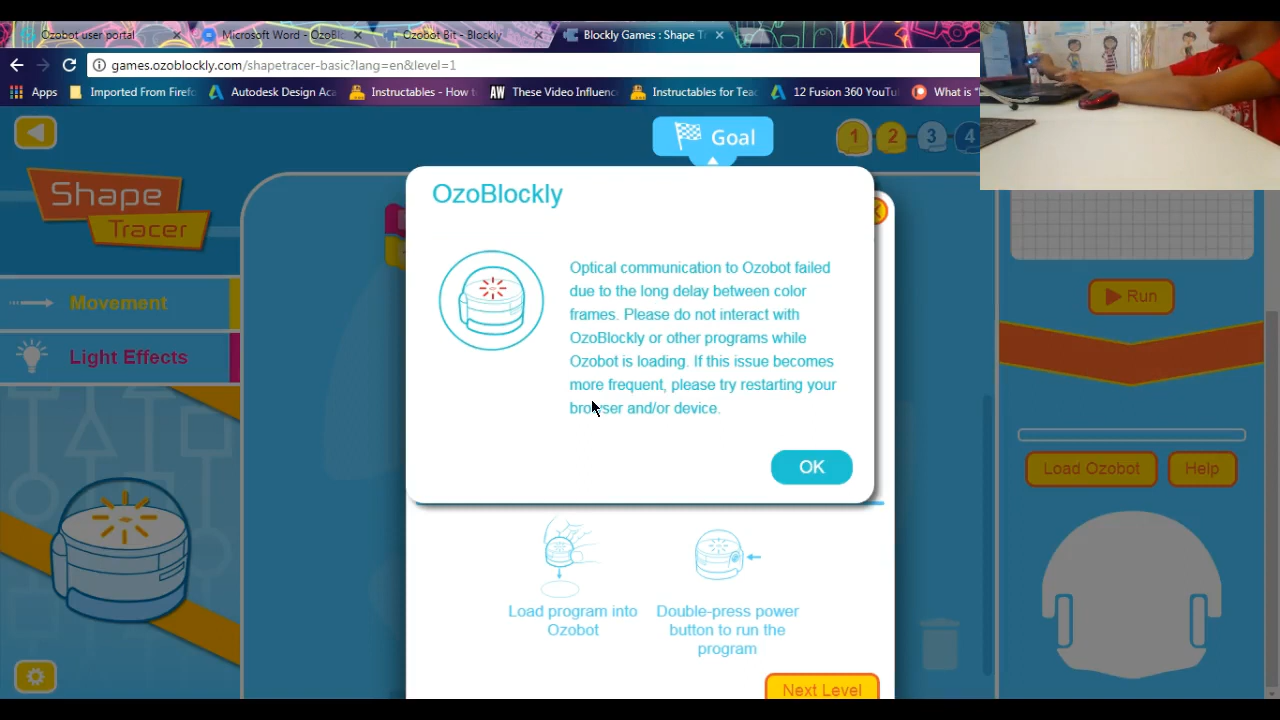 Ozobot user portal
Microsoft Word - OzoBl
Ozobot Bit - Blockly
Blockly Games : Shape Tr
games.ozoblockly.com/shapetracer-basic?lang=en&level=1
Apps Imported From Firefo Autodesk Design Aca Instructables - How t These Video Influenc Instructables for Teac 12 Fusion 360 YouTu What is "
AW
Goal
1 2 3 4
Shape
Tracer
Movement
Light Effects
OzoBlockly
Optical communication to Ozobot failed
due to the long delay between color
frames. Please do not interact with
OzoBlockly or other programs while
Ozobot is loading. If this issue becomes
more frequent, please try restarting your
browser and/or device.
OK
Load program into
Ozobot
Double-press power
button to run the
program
Next Level
Run
Load Ozobot
Help